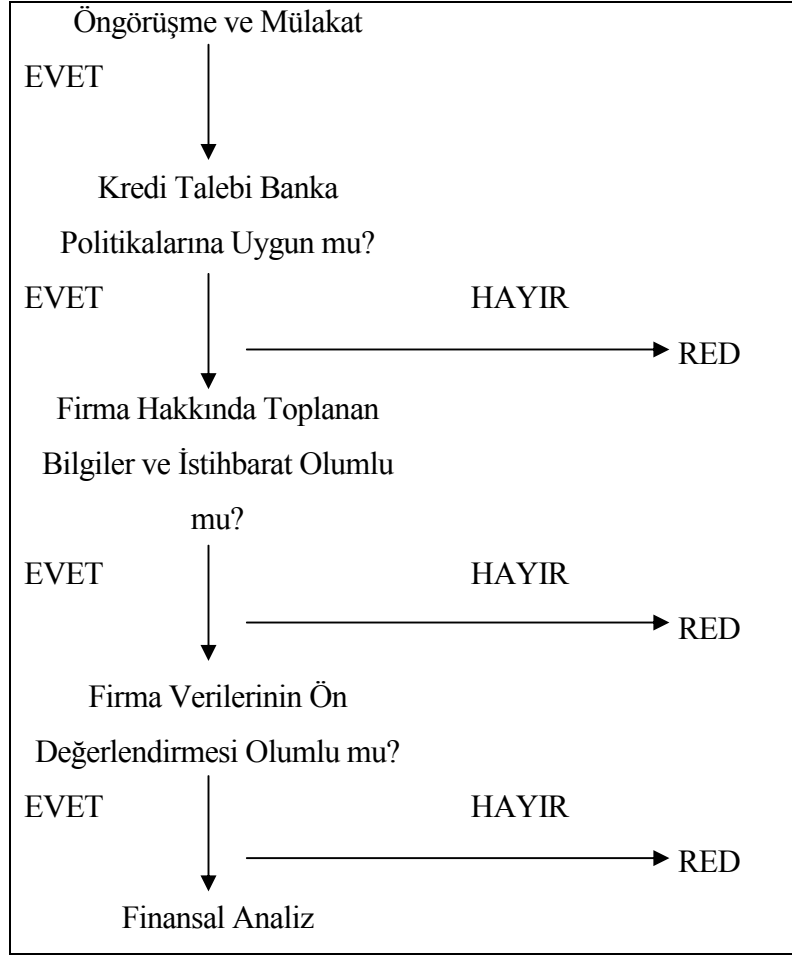 Öngörüşme ve Mülakat
EVET
Kredi Talebi Banka
Politikalarına Uygun mu?
EVET HAYIR
RED
Firma Hakkında Toplanan
Bilgiler ve İstihbarat Olumlu
mu?
EVET HAYIR
RED
Firma Verilerinin Ön
Değerlendirmesi Olumlu mu?
EVET HAYIR
RED
Finansal Analiz